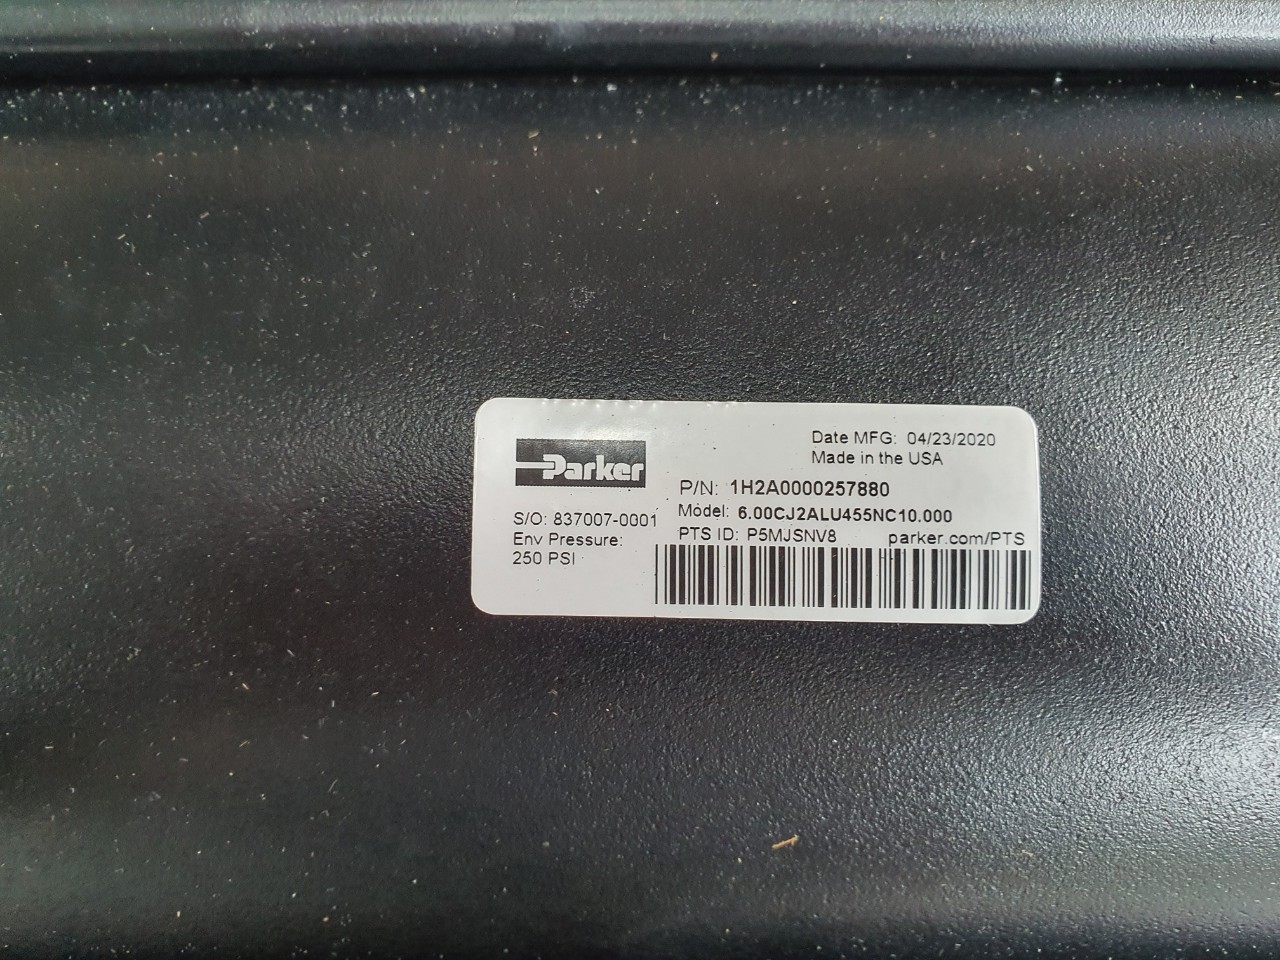 Parker
Date MFG: 04/23/2020
Made in the USA
P/N: 1H2A0000257880
Model: 6.00CJ2ALU455NC10.000
S/O: 837007-0001
PTS ID: P5MJSNV8 parker.com/PTS
Env Pressure:
250 PSI